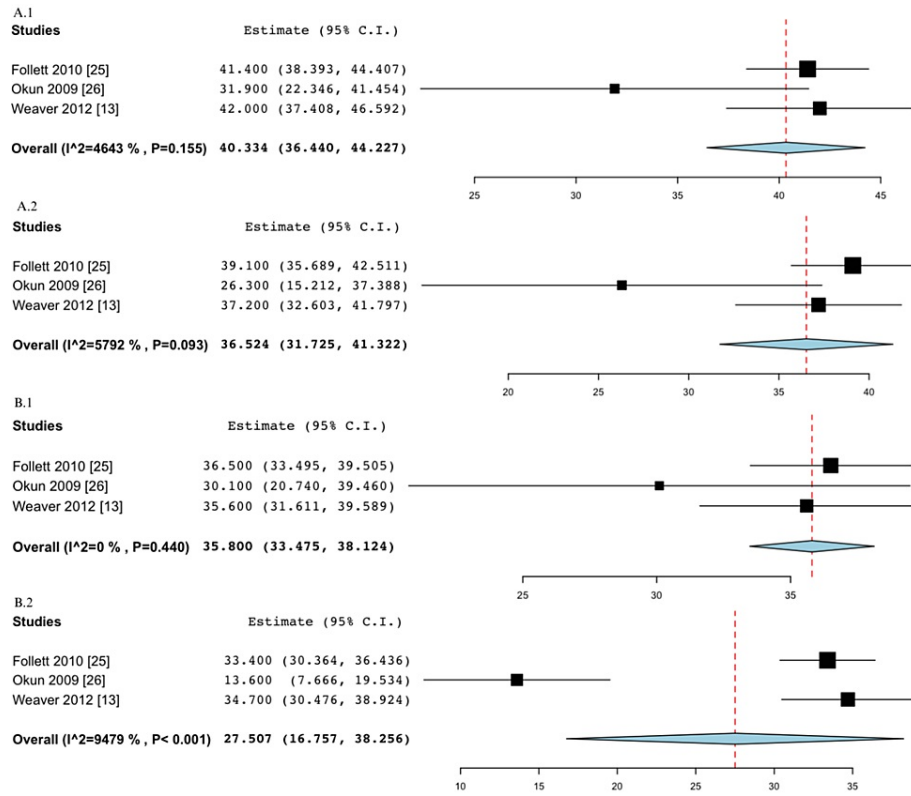 A.1
Studies Estimate (95% C.I.)
Follett 2010 [25] 41.400 (38.393, 44.407)
Okun 2009 [26] 31.900 (22.346, 41.454)
Weaver 2012 [13] 42.000 (37.408, 46.592)
Overall (I^2=4643 % , P=0.155) 40.334 (36.440, 44.227)
25 30 35 40 45
A.2
Studies Estimate (95% C.I.)
Follett 2010 [25] 39.100 (35.689, 42.511)
Okun 2009 [26] 26.300 (15.212, 37.388)
Weaver 2012 [13] 37.200 (32.603, 41.797)
Overall (I^2=5792 % , P=0.093) 36.524 (31.725, 41.322)
20 25 30 35 40
B.1
Studies Estimate (95% C.I.)
Follett 2010 [25] 36.500 (33.495, 39.505)
Okun 2009 [26] 30.100 (20.740, 39.460)
Weaver 2012 [13] 35.600 (31.611, 39.589)
Overall (I^2=0 % , P=0.440) 35.800 (33.475, 38.124)
25 30 35
B.2
Studies Estimate (95% C.I.)
Follett 2010 [25] 33.400 (30.364, 36.436)
Okun 2009 [26] 13.600 (7.666, 19.534)
Weaver 2012 [13] 34.700 (30.476, 38.924)
Overall (I^2=9479 % , P< 0.001) 27.507 (16.757, 38.256)
10 15 20 25 30 35